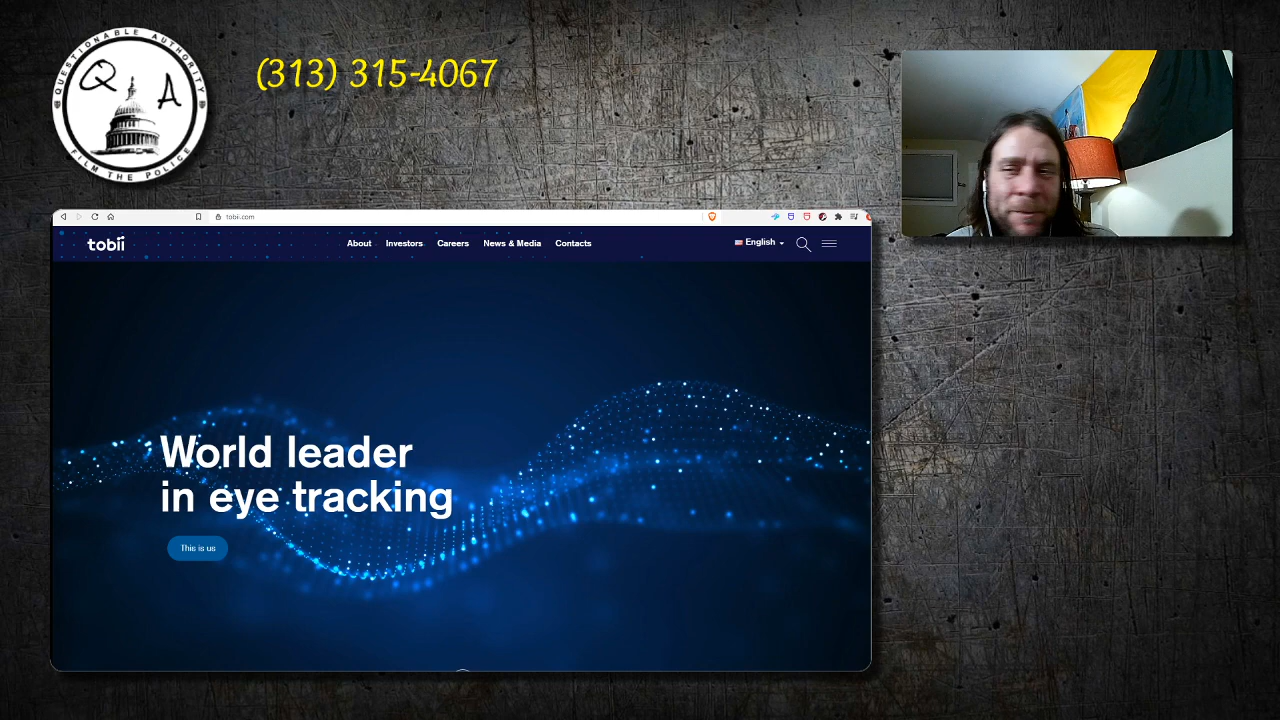 QUESTIONABLE AUTHORITY
Q A
FILM THE POLICE
(313) 315-4067
tobii.com
tobii
About Investors Careers News & Media Contacts
English
World leader
in eye tracking
This is us